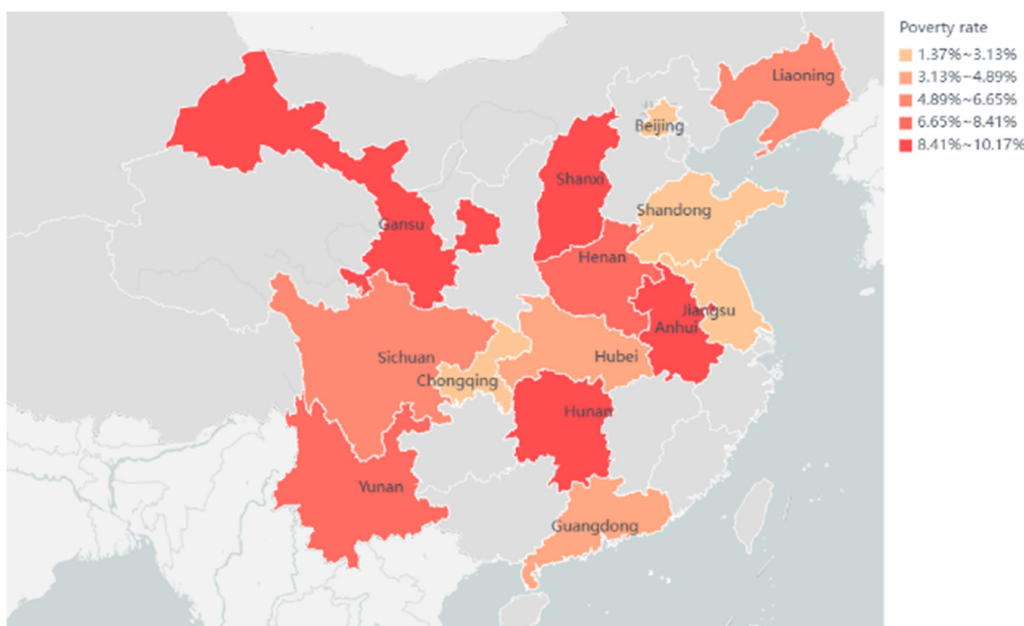 Poverty rate
1.37%~3.13%
3.13%~4.89%
4.89%~6.65%
6.65%~8.41%
8.41%~10.17%
Liaoning
Beijing
Shanxi
Shandong
Gansu
Henan
Jiangsu
Anhui
Sichuan
Hubei
Chongqing
Hunan
Yunan
Guangdong